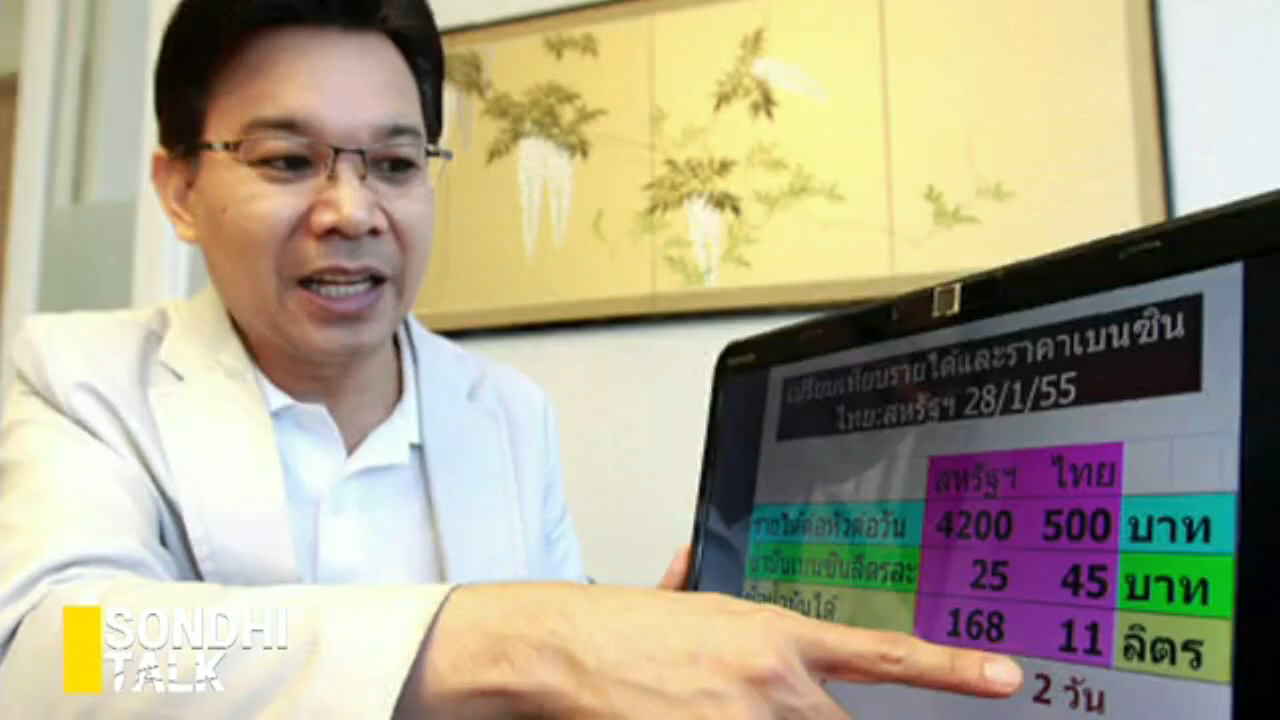 เปรียบเทียบรายได้และราคาเบนซิน
ไทย:สหรัฐฯ 28/1/55
สหรัฐฯ ไทย
รายได้ต่อหัวต่อวัน 4200 500 บาท
น้ำมันเบนซินลิตรละ 25 45 บาท
168 11 ลิตร
2 วัน
SONDHI
TALK